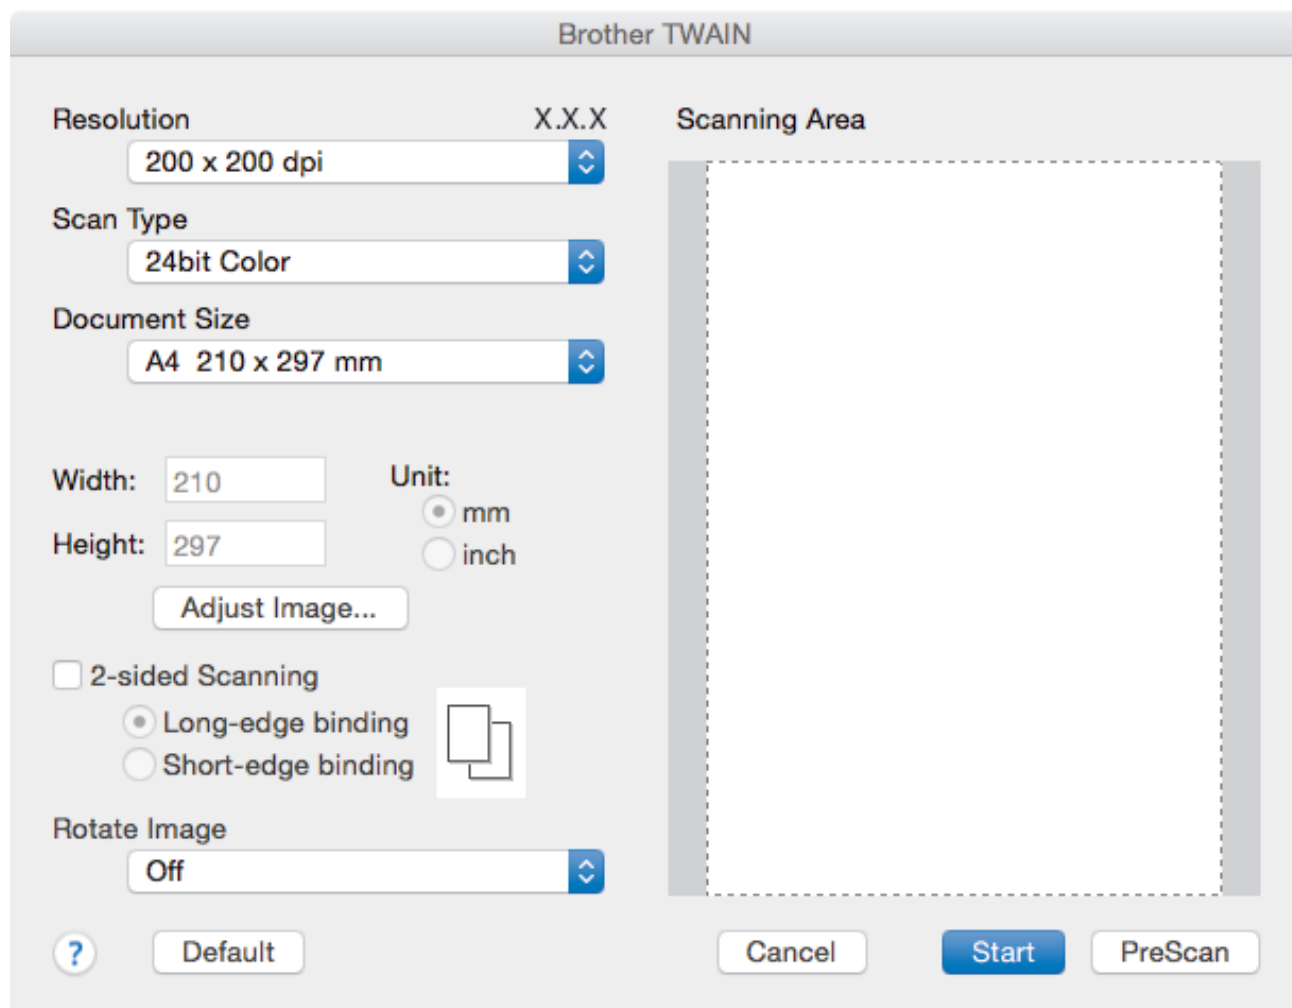 Brother TWAIN
Resolution X.X.X
200 x 200 dpi
Scan Type
24bit Color
Document Size
A4 210 x 297 mm
Width: 210
Height: 297
Unit:
mm
inch
Adjust Image...
2-sided Scanning
Long-edge binding
Short-edge binding
Rotate Image
Off
? Default
Scanning Area
Cancel Start PreScan